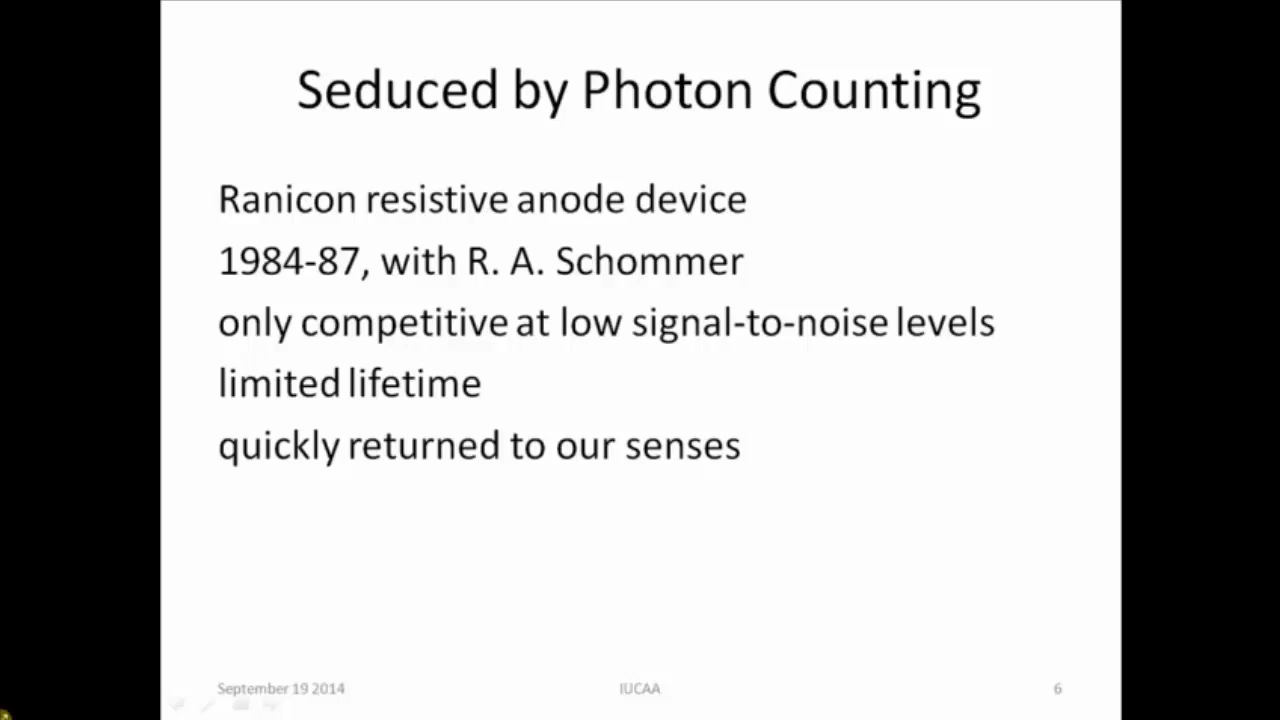 Seduced by Photon Counting
Ranicon resistive anode device
1984-87, with R. A. Schommer
only competitive at low signal-to-noise levels
limited lifetime
quickly returned to our senses
September 19 2014 IUCAA 6